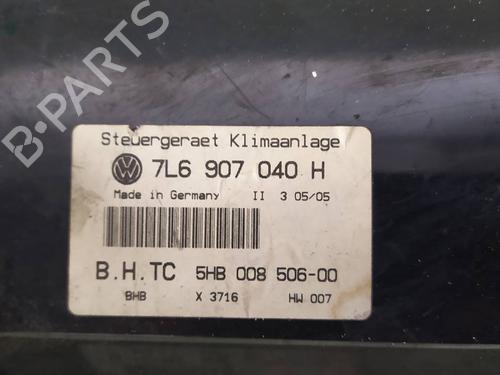 Steuergeraet Klimaanlage
7L6 907 040 H
Made in Germany II 3 05/05
B.H.TC 5HB 008 506-00
BHB X 3716 HW 007
B-PARTS